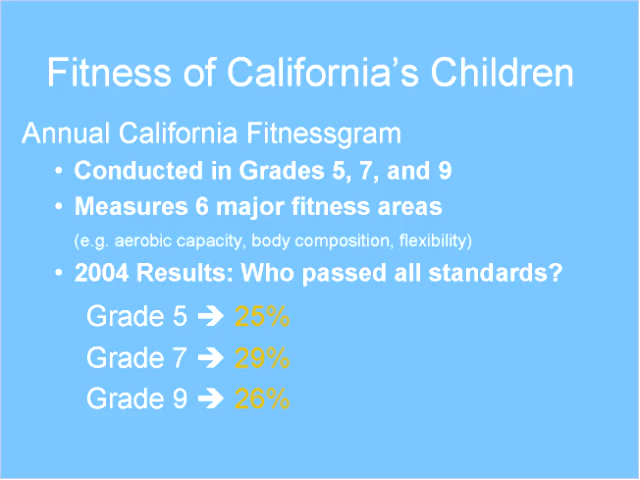 Fitness of California's Children
Annual California Fitnessgram
• Conducted in Grades 5, 7, and 9
• Measures 6 major fitness areas
(e.g. aerobic capacity, body composition, flexibility)
• 2004 Results: Who passed all standards?
Grade 5 ➔ 25%
Grade 7 ➔ 29%
Grade 9 ➔ 26%